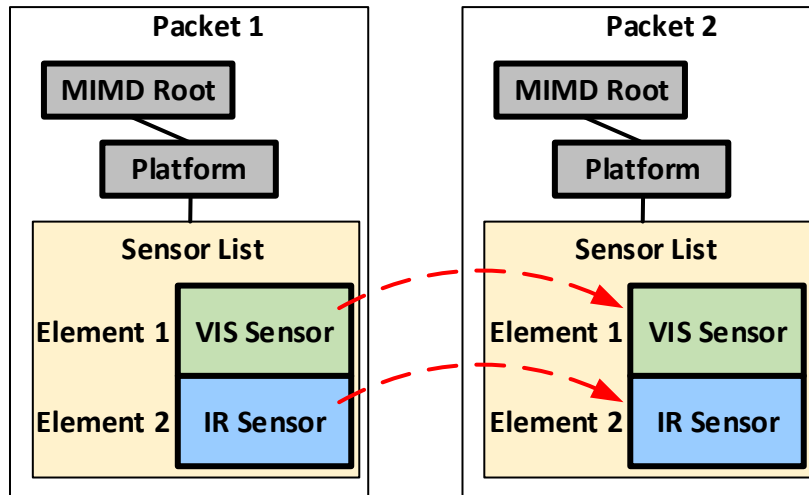 Packet 1
MIMD Root
Platform
Sensor List
Element 1 VIS Sensor
Element 2 IR Sensor
Packet 2
MIMD Root
Platform
Sensor List
Element 1 VIS Sensor
Element 2 IR Sensor